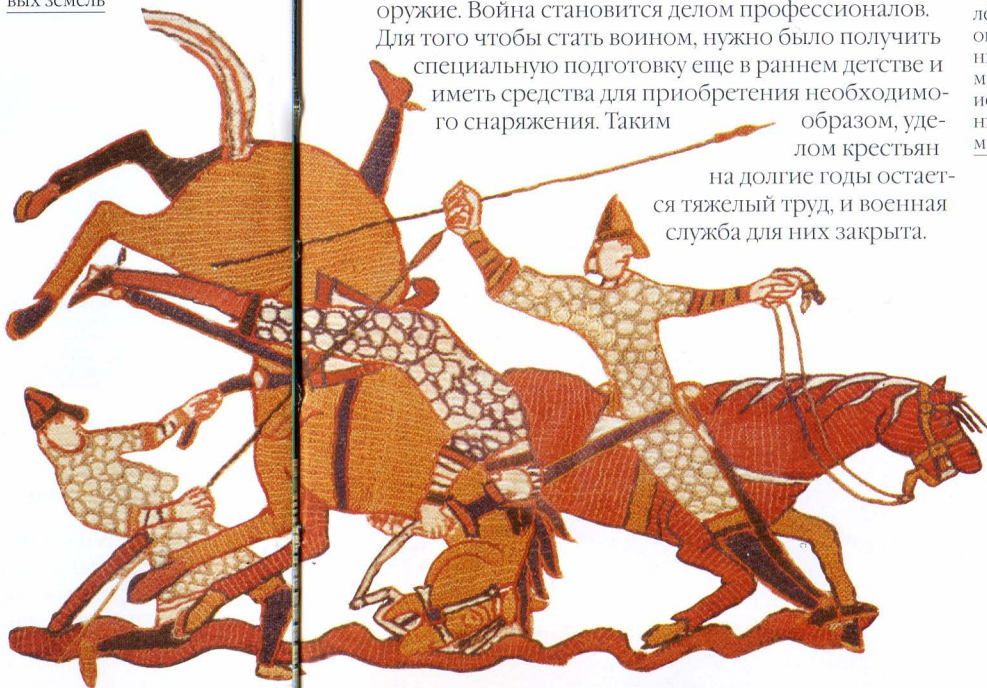 вых земель
оружие. Война становится делом профессионалов.
Для того чтобы стать воином, нужно было получить
специальную подготовку еще в раннем детстве и
иметь средства для приобретения необходимо-
го снаряжения. Таким образом, уде-
лом крестьян
на долгие годы остает-
ся тяжелый труд, и военная
служба для них закрыта.